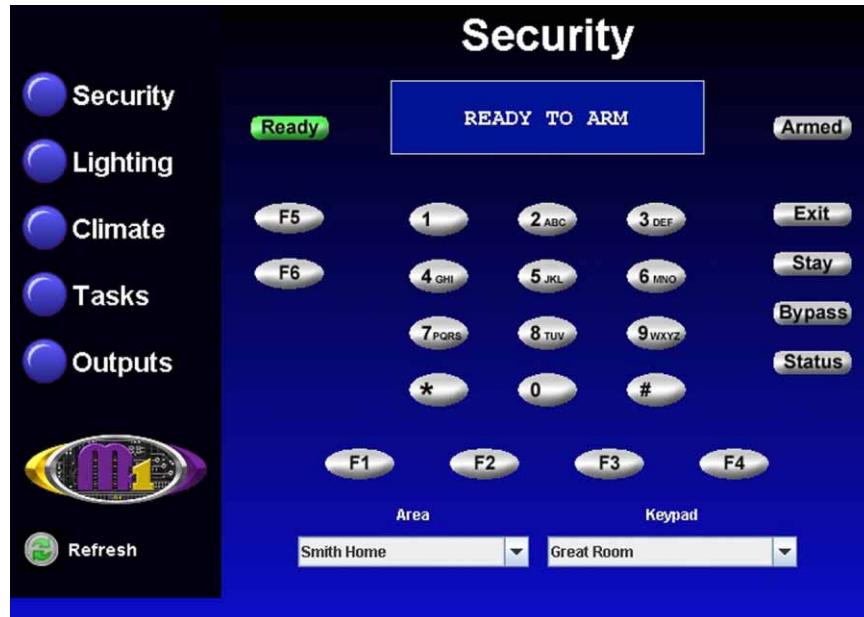 Security
Security
Lighting
Climate
Tasks
Outputs
M1
Refresh
READY TO ARM
Ready
Armed
F5
1
2 ABC
3 DEF
Exit
F6
4 GHI
5 JKL
6 MNO
Stay
7 PQRS
8 TUV
9 WXYZ
Bypass
Status
*
0
#
F1
F2
F3
F4
Area
Keypad
Smith Home
Great Room